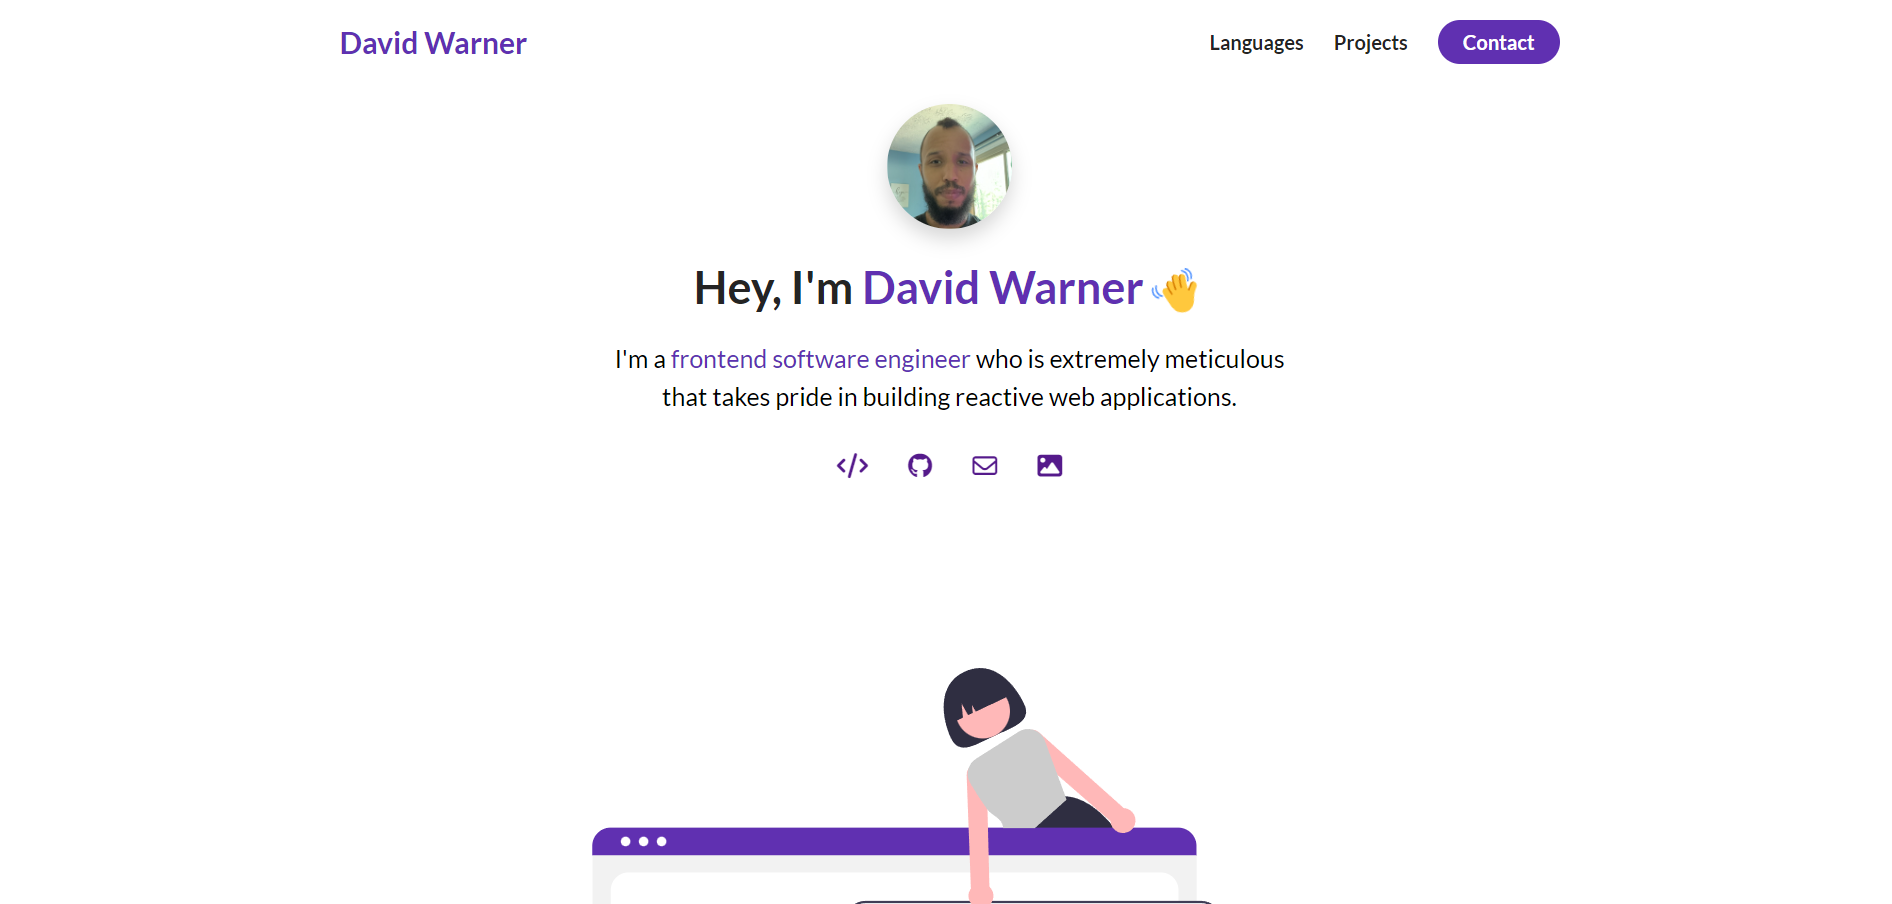 David Warner
Languages Projects Contact
Hey, I'm David Warner 👋
I'm a frontend software engineer who is extremely meticulous
that takes pride in building reactive web applications.